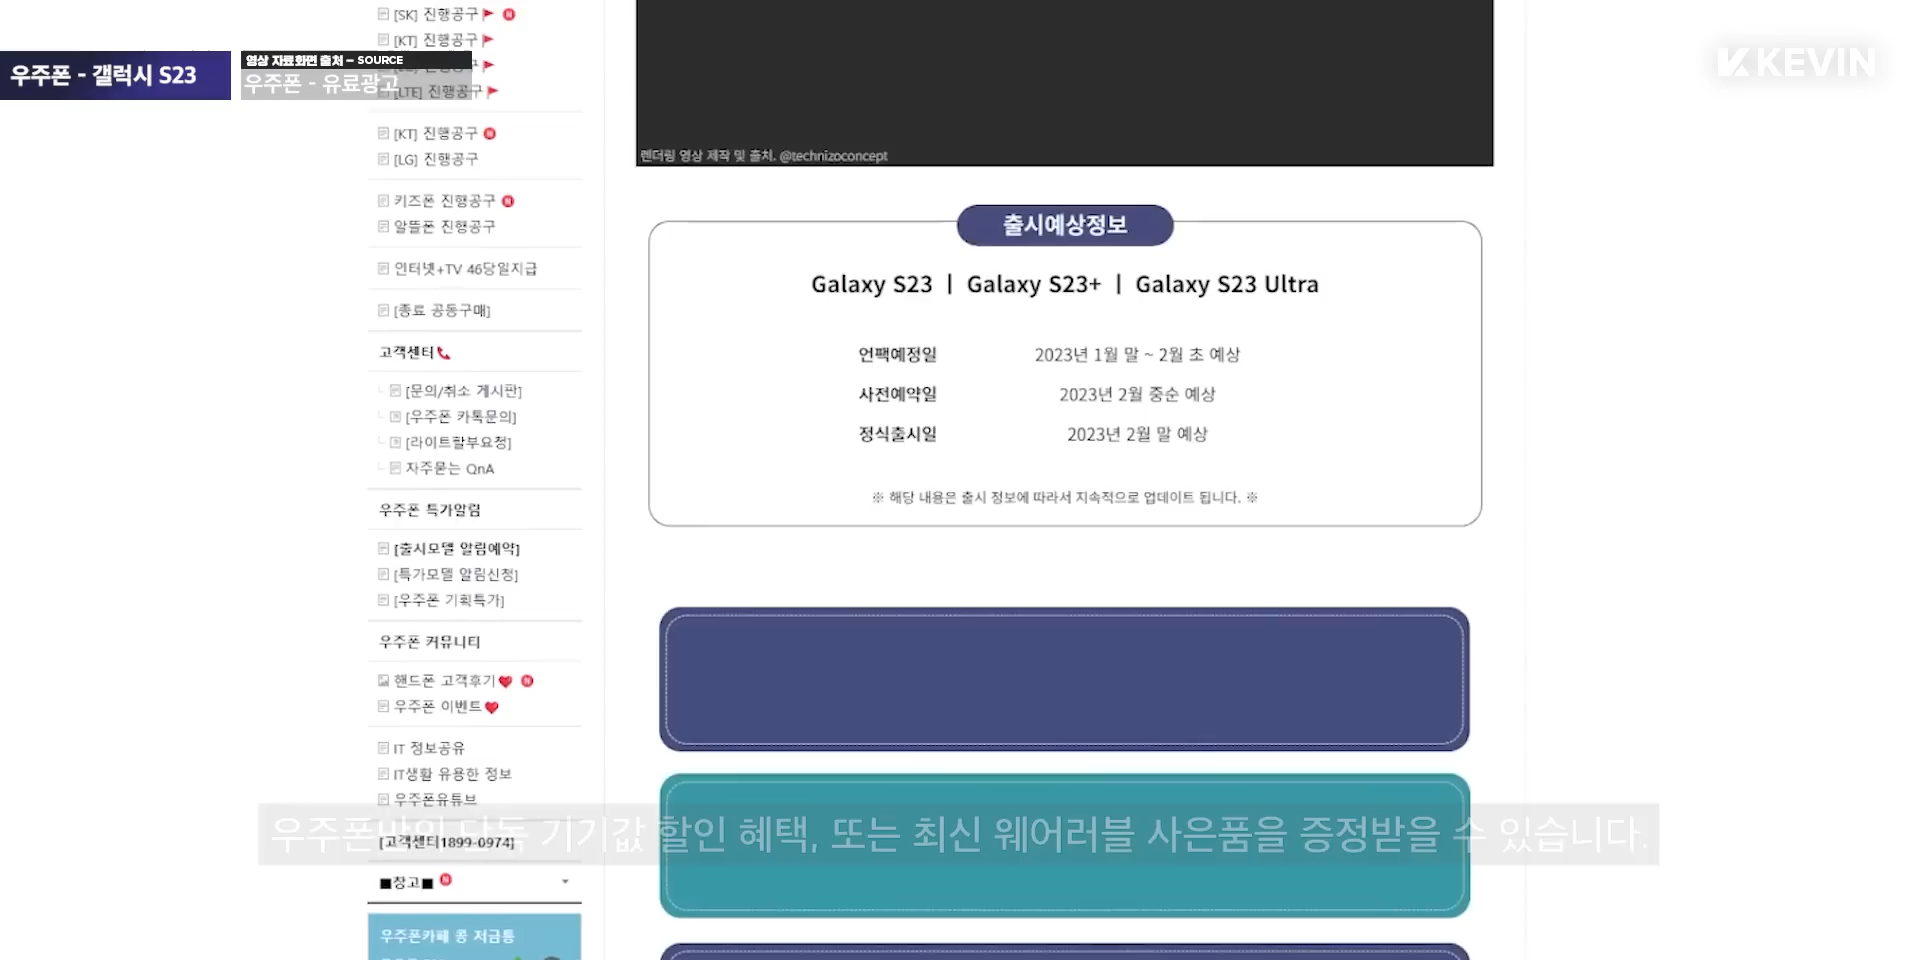 [SK] 진행공구
[KT] 진행공구
우주폰 - 갤럭시 S23
영상 자료화면 출처 – SOURCE
우주폰 - 유료광고
[LTE] 진행공구
[KT] 진행공구
[LG] 진행공구
키즈폰 진행공구
알뜰폰 진행공구
인터넷+TV 46당일지급
[종료 공동구매]
고객센터
[문의/취소 게시판]
[우주폰 카톡문의]
[라이트할부요청]
자주묻는 QnA
우주폰 특가알림
[출시모델 알림예약]
[특가모델 알림신청]
[우주폰 기획특가]
우주폰 커뮤니티
핸드폰 고객후기
우주폰 이벤트
IT 정보공유
IT생활 유용한 정보
우주폰유튜브
[고객센터1899-0974]
■창고■
우주폰카페 콩 저금통
KEVIN
렌더링 영상 제작 및 출처. @technizoconcept
출시예상정보
Galaxy S23 | Galaxy S23+ | Galaxy S23 Ultra
언팩예정일 2023년 1월 말 ~ 2월 초 예상
사전예약일 2023년 2월 중순 예상
정식출시일 2023년 2월 말 예상
※ 해당 내용은 출시 정보에 따라서 지속적으로 업데이트 됩니다. ※
우주폰만의 단독 기기값 할인 혜택, 또는 최신 웨어러블 사은품을 증정받을 수 있습니다.